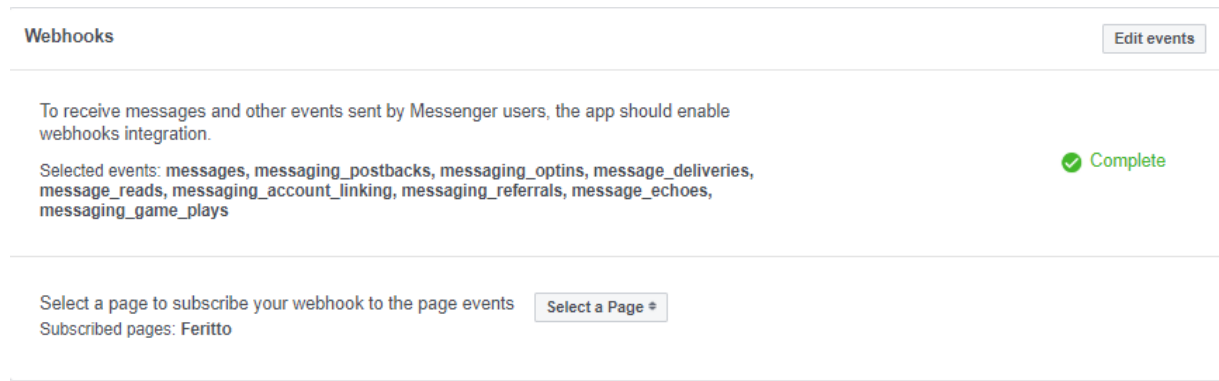 Webhooks
Edit events
To receive messages and other events sent by Messenger users, the app should enable
webhooks integration.
Selected events: messages, messaging_postbacks, messaging_optins, message_deliveries,
message_reads, messaging_account_linking, messaging_referrals, message_echoes,
messaging_game_plays
Complete
Select a page to subscribe your webhook to the page events
Select a Page
Subscribed pages: Feritto